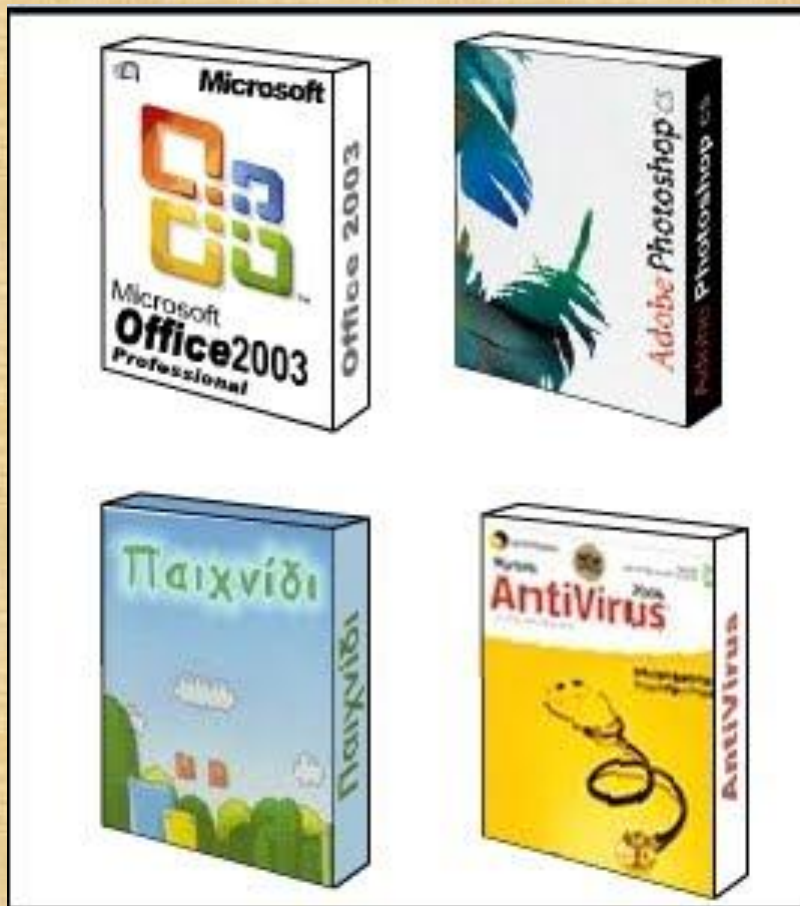 Microsoft
Microsoft
Office2003
Professional
Office 2003
Adobe Photoshop cs
Adobe Photoshop cs
Παιχνίδι
Παιχνίδι
AntiVirus
AntiVirus